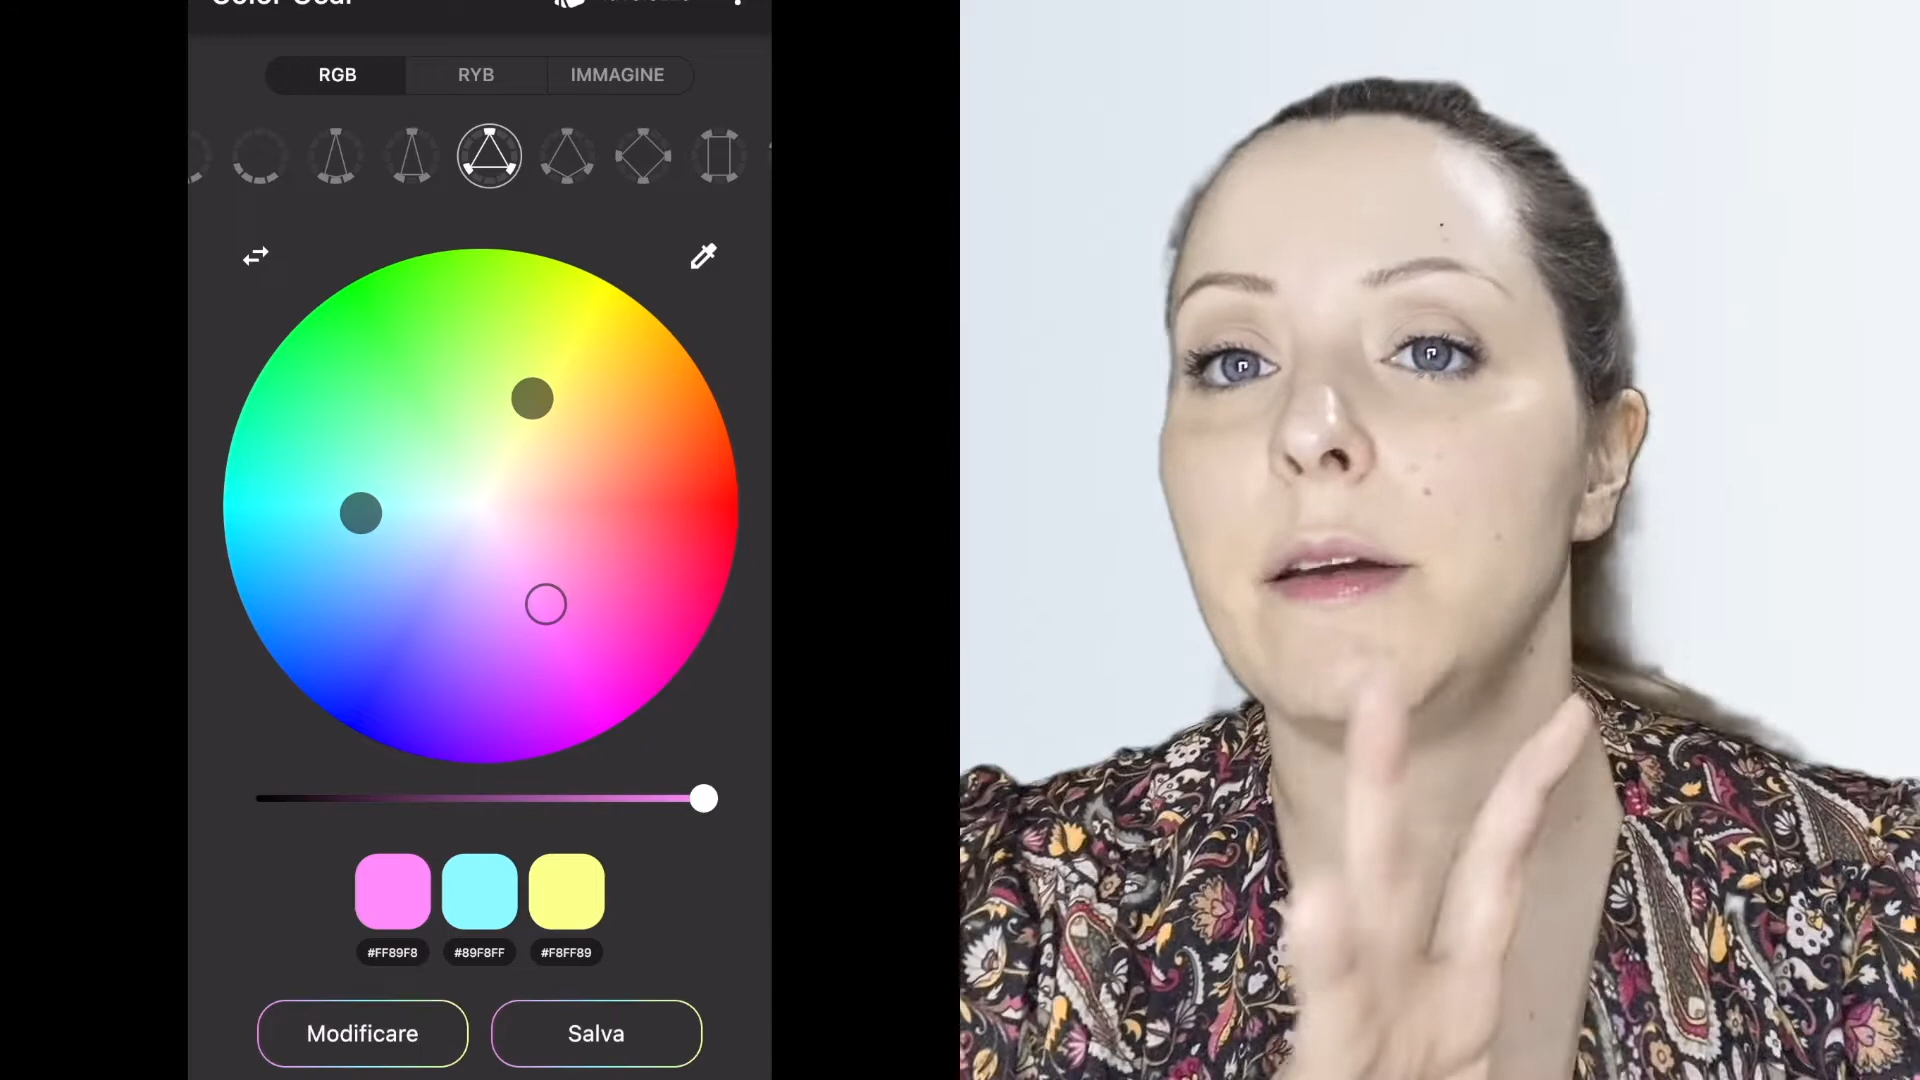 RGB RYB IMMAGINE
#FF89F8 #89F8FF #F8FF89
Modificare Salva